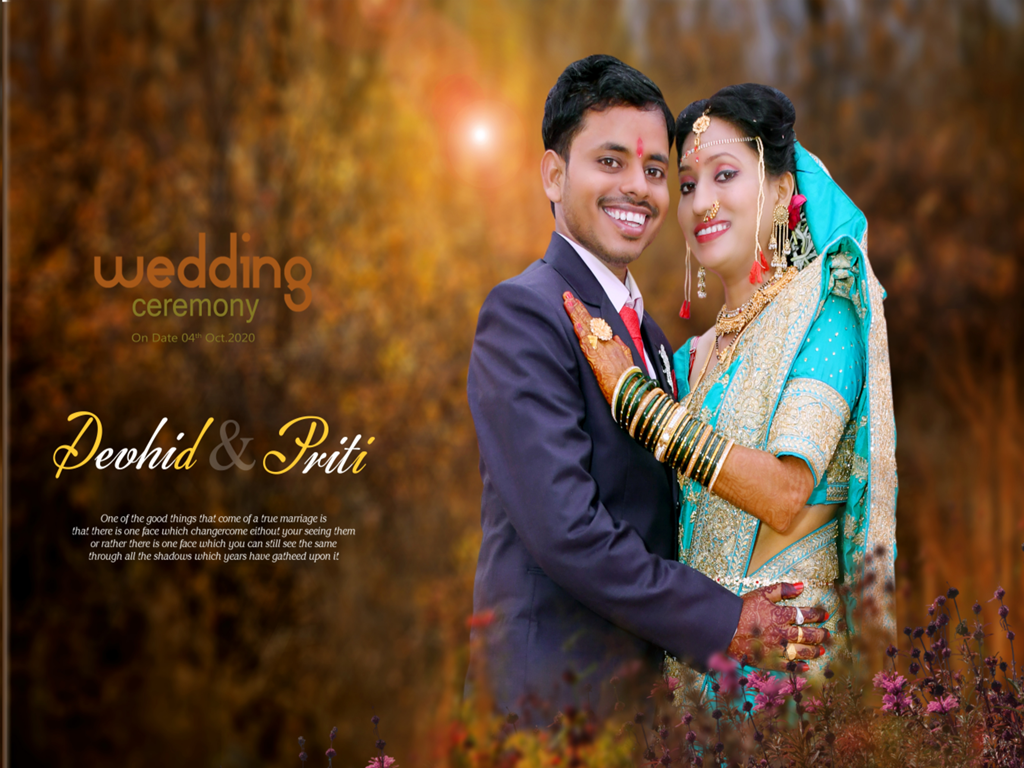 wedding
ceremony
On Date 04th Oct.2020
Deohid & Priti
One of the good things that come of a true marriage is
that there is one face which changercome eithout your seeing them
or rather there is one face which you can still see the same
through all the shadows which years have gatheed upon it